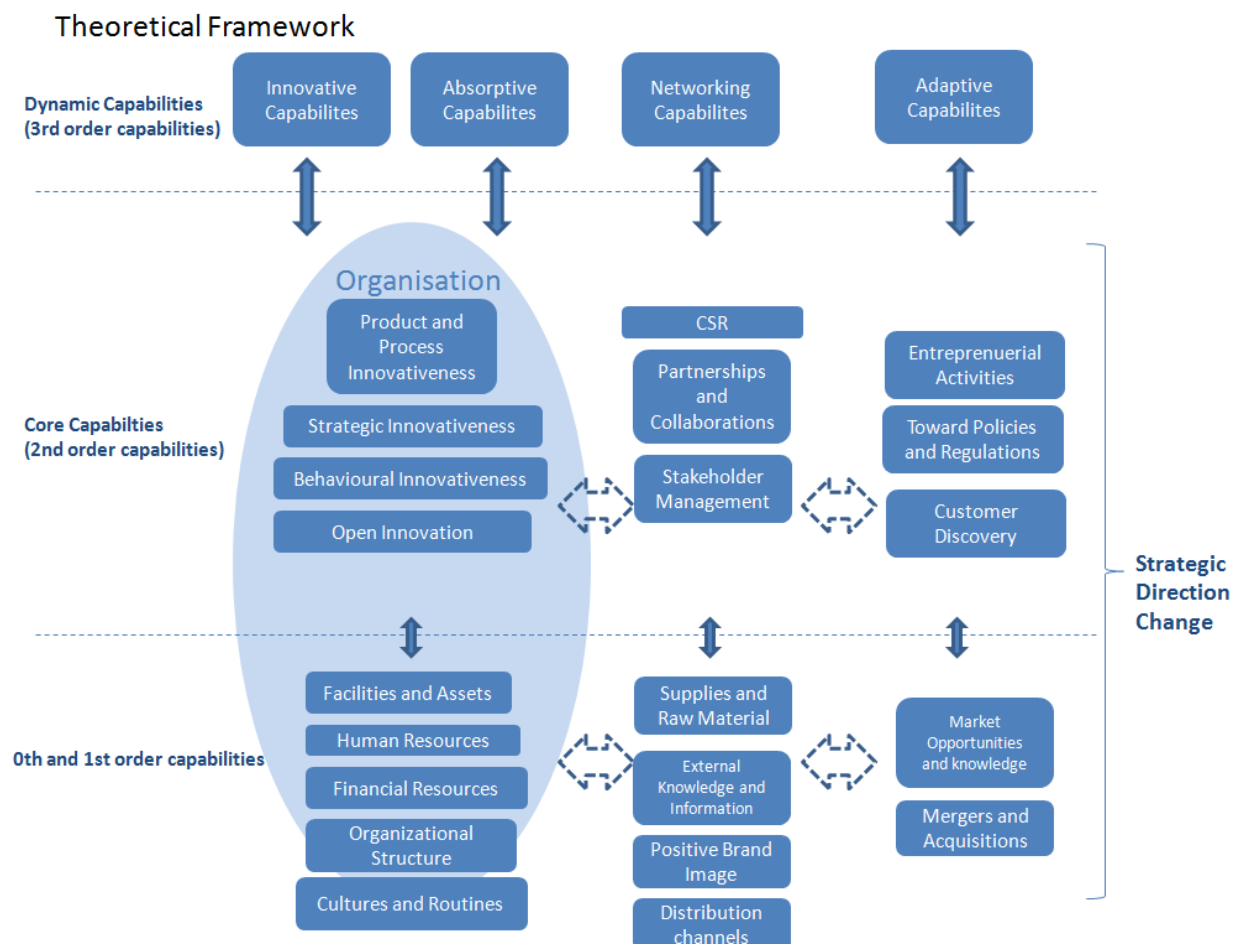 Theoretical Framework
Dynamic Capabilities
(3rd order capabilities)
Innovative
Capabilites
Absorptive
Capabilites
Networking
Capabilites
Adaptive
Capabilites
Organisation
Core Capabilties
(2nd order capabilities)
Product and
Process
Innovativeness
Strategic Innovativeness
Behavioural Innovativeness
Open Innovation
CSR
Partnerships
and
Collaborations
Stakeholder
Management
Entreprenuerial
Activities
Toward Policies
and Regulations
Customer
Discovery
Strategic
Direction
Change
0th and 1st order capabilities
Facilities and Assets
Human Resources
Financial Resources
Organizational
Structure
Cultures and Routines
Supplies and
Raw Material
External
Knowledge and
Information
Positive Brand
Image
Distribution
channels
Market
Opportunities
and knowledge
Mergers and
Acquisitions